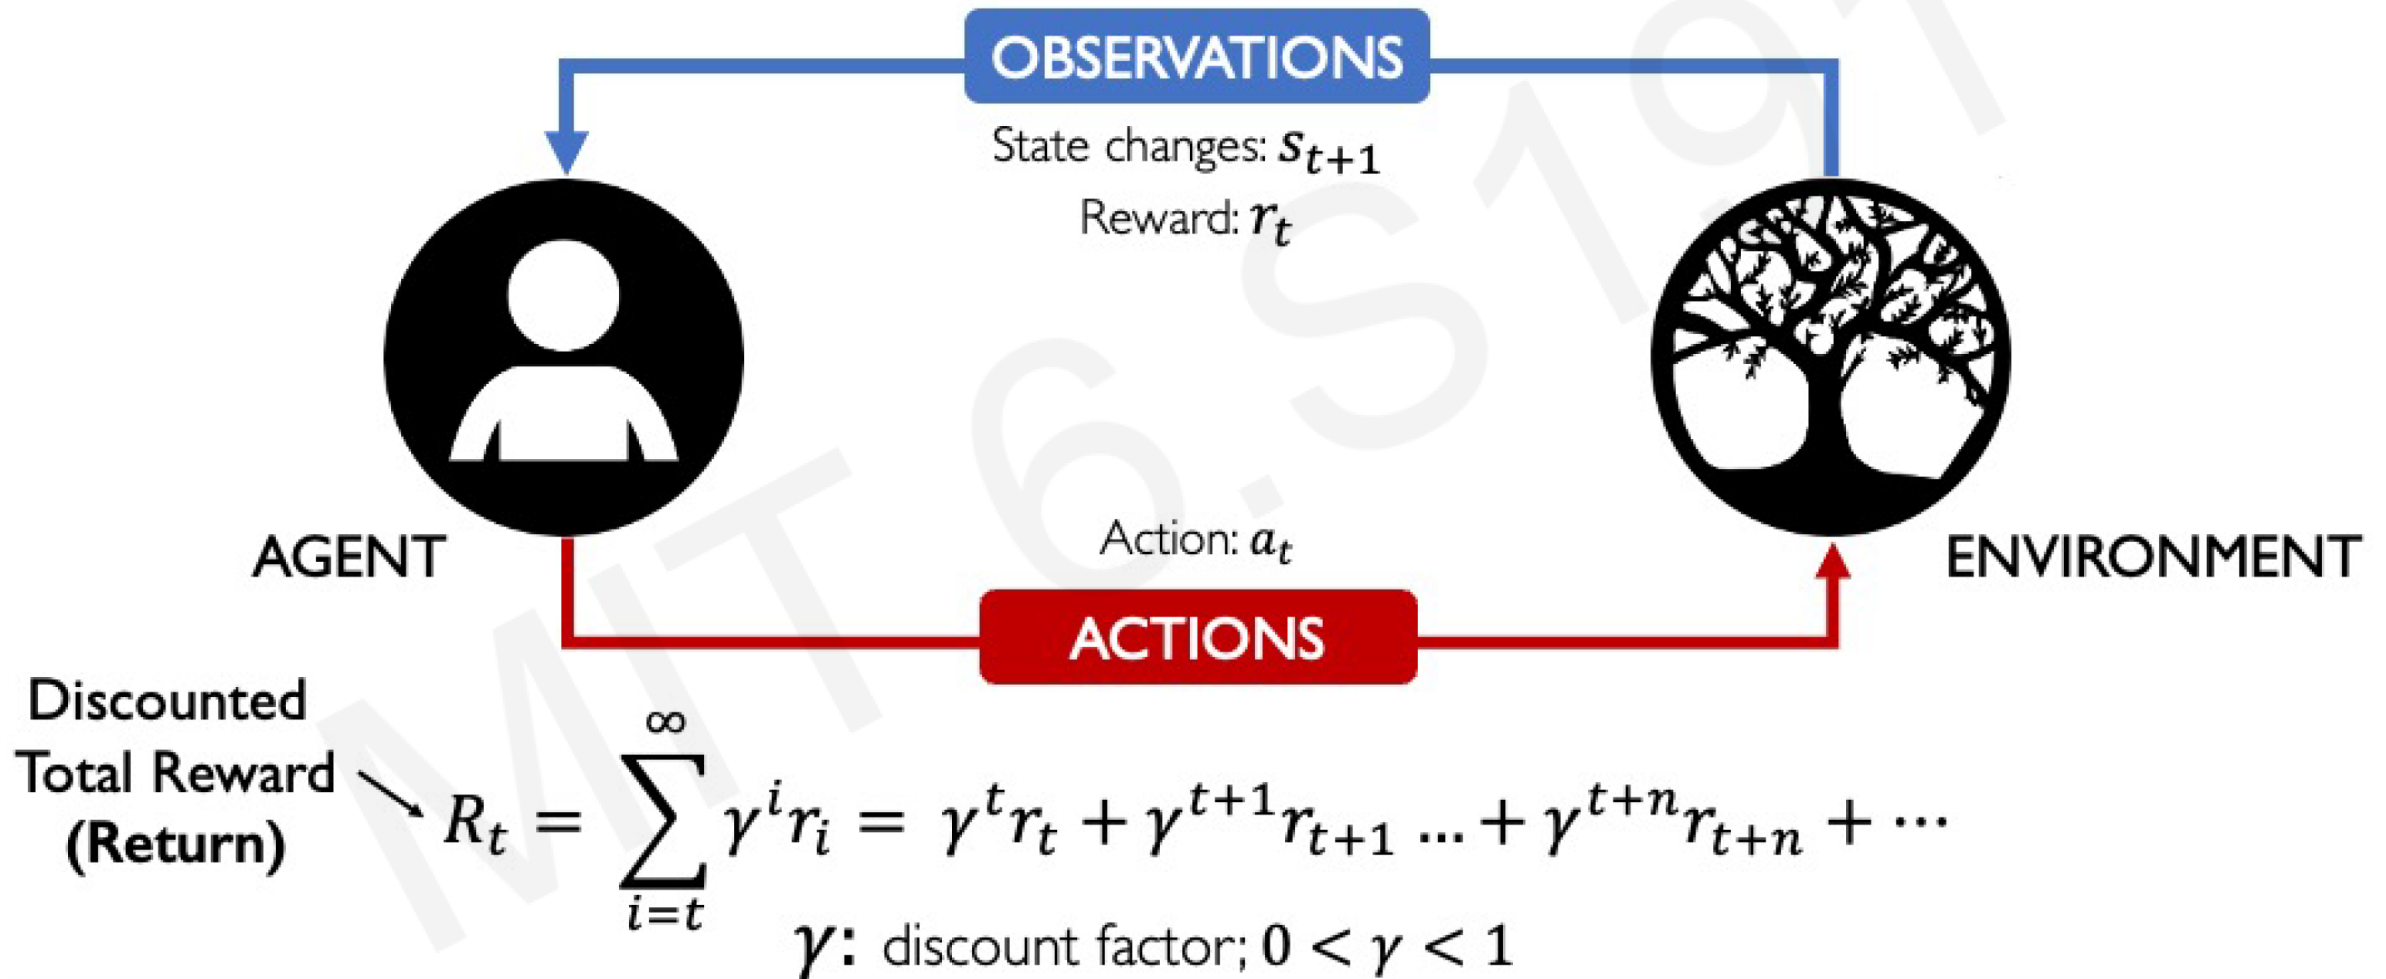 OBSERVATIONS
State changes: s_{t+1}
Reward: r_t
AGENT
Action: a_t
ENVIRONMENT
ACTIONS
Discounted
Total Reward
(Return)
R_t = \sum_{i=t}^{∞} γ^i r_i = γ^t r_t + γ^{t+1} r_{t+1} ... + γ^{t+n} r_{t+n} + ⋯
γ: discount factor; 0 < γ < 1
MIT 6.S191